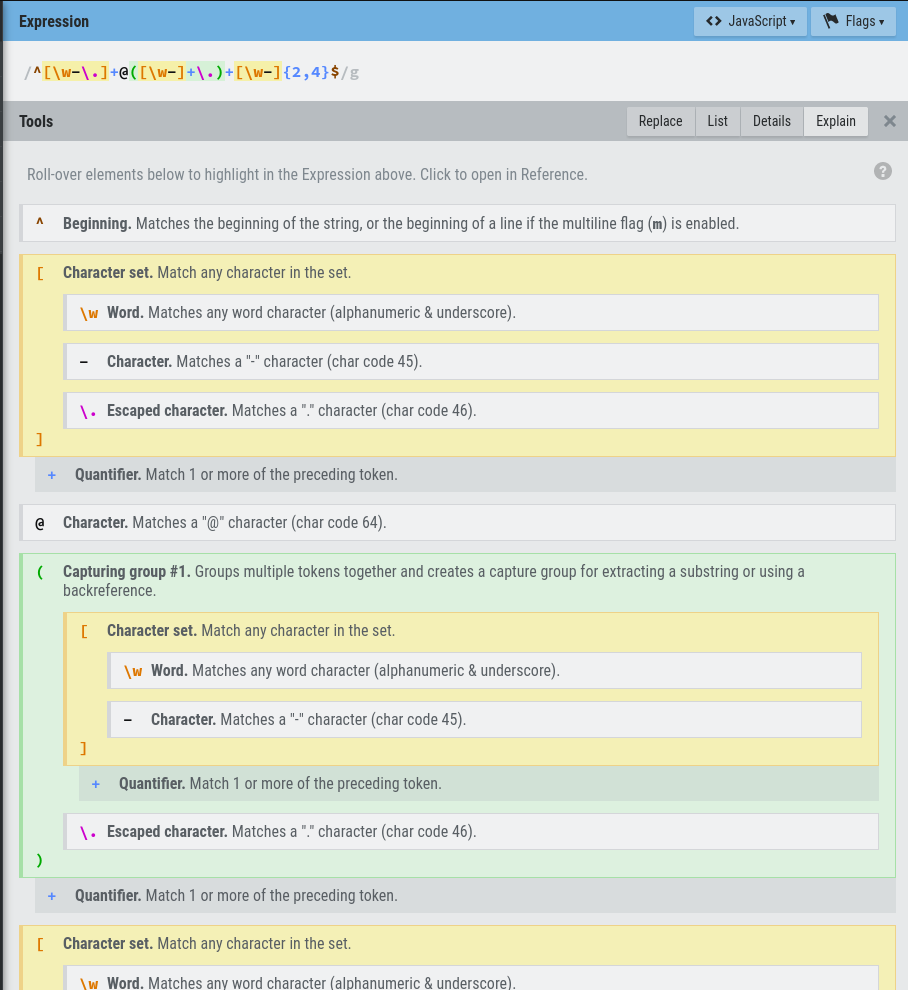 Expression
<> JavaScript ▾
Flags ▾
/^[\w-\.]+@([\w-]+\.)+[\w-]{2,4}$/g
Tools
Replace
List
Details
Explain
×
Roll-over elements below to highlight in the Expression above. Click to open in Reference.
?
^ Beginning. Matches the beginning of the string, or the beginning of a line if the multiline flag (m) is enabled.
[ Character set. Match any character in the set.
\w Word. Matches any word character (alphanumeric & underscore).
- Character. Matches a "-" character (char code 45).
\. Escaped character. Matches a "." character (char code 46).
]
+ Quantifier. Match 1 or more of the preceding token.
@ Character. Matches a "@" character (char code 64).
( Capturing group #1. Groups multiple tokens together and creates a capture group for extracting a substring or using a
backreference.
[ Character set. Match any character in the set.
\w Word. Matches any word character (alphanumeric & underscore).
- Character. Matches a "-" character (char code 45).
]
+ Quantifier. Match 1 or more of the preceding token.
\. Escaped character. Matches a "." character (char code 46).
)
+ Quantifier. Match 1 or more of the preceding token.
[ Character set. Match any character in the set.
\w Word. Matches any word character (alphanumeric & underscore).